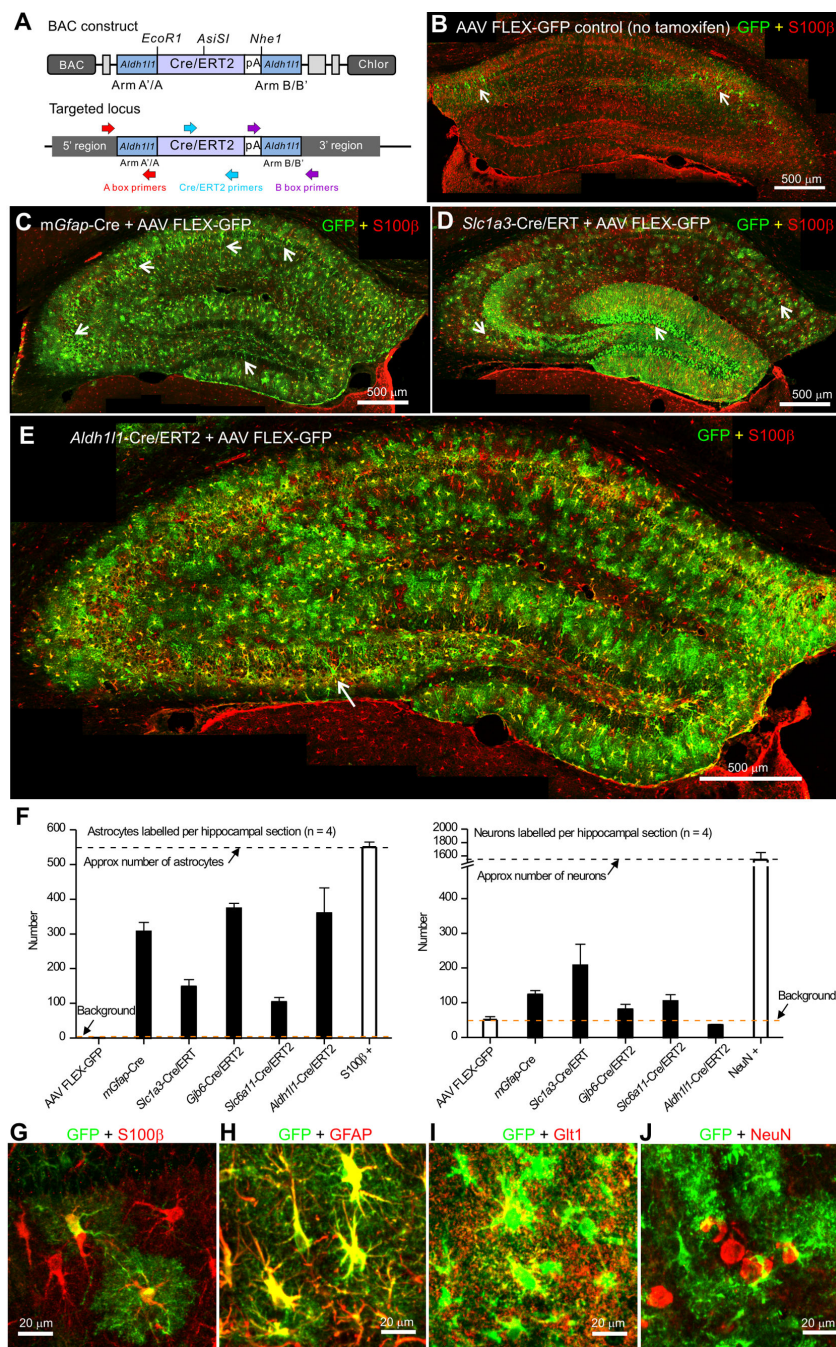 A
BAC construct
EcoR1 AsiSI Nhe1
BAC Aldh1l1 Cre/ERT2 pA Aldh1l1 Chlor
Arm A'/A Arm B/B'
Targeted locus
5' region Aldh1l1 Cre/ERT2 pA Aldh1l1 3' region
Arm A'/A Arm B/B'
A box primers Cre/ERT2 primers B box primers
B AAV FLEX-GFP control (no tamoxifen) GFP + S100β
500 µm
C mGfap-Cre + AAV FLEX-GFP GFP + S100β
500 µm
D Slc1a3-Cre/ERT + AAV FLEX-GFP GFP + S100β
500 µm
E Aldh1l1-Cre/ERT2 + AAV FLEX-GFP GFP + S100β
500 µm
F
Astrocytes labelled per hippocampal section (n = 4)
Approx number of astrocytes
Number
600
500
400
300
200
100
0
Background
AAV FLEX-GFP
mGfap-Cre
Slc1a3-Cre/ERT
Gjb6-Cre/ERT2
Slc6a11-Cre/ERT2
Aldh1l1-Cre/ERT2
S100β +
Neurons labelled per hippocampal section (n = 4)
Approx number of neurons
Number
2000
1800
1600
400
300
200
100
0
Background
AAV FLEX-GFP
mGfap-Cre
Slc1a3-Cre/ERT
Gjb6-Cre/ERT2
Slc6a11-Cre/ERT2
Aldh1l1-Cre/ERT2
NeuN +
G GFP + S100β
20 µm
H GFP + GFAP
20 µm
I GFP + Glt1
20 µm
J GFP + NeuN
20 µm